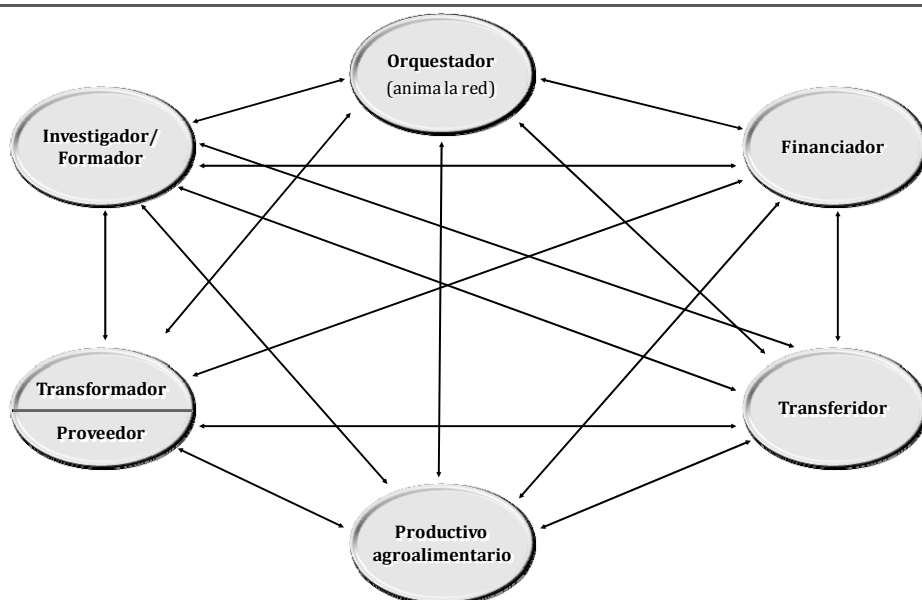 Orquestador
(anima la red)
Investigador/
Formador
Financiador
Transformador
Proveedor
Transferidor
Productivo
agroalimentario